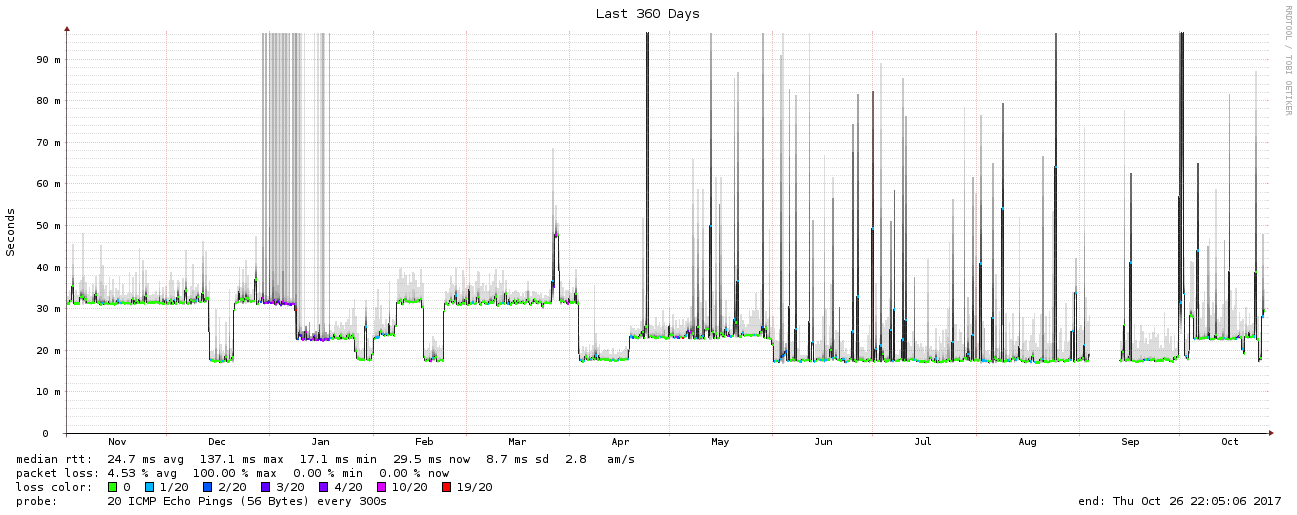 Last 360 Days
RRDTOOL / TOBI OETIKER
Seconds
90 m
80 m
70 m
60 m
50 m
40 m
30 m
20 m
10 m
0
Nov Dec Jan Feb Mar Apr May Jun Jul Aug Sep Oct
median rtt: 24.7 ms avg 137.1 ms max 17.1 ms min 29.5 ms now 8.7 ms sd 2.8 am/s
packet loss: 4.53 % avg 100.00 % max 0.00 % min 0.00 % now
loss color: 0 1/20 2/20 3/20 4/20 10/20 19/20
probe: 20 ICMP Echo Pings (56 Bytes) every 300s end: Thu Oct 26 22:05:06 2017